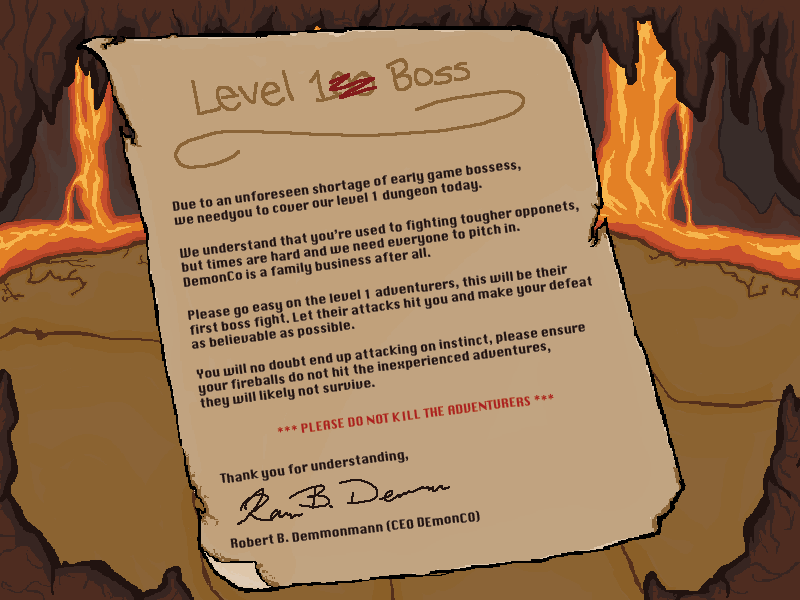 Level 1 Boss
Due to an unforeseen shortage of early game bossess,
we needyou to cover our level 1 dungeon today.
We understand that you're used to fighting tougher opponets,
but times are hard and we need everyone to pitch in.
DemonCo is a family business after all.
Please go easy on the level 1 adventurers, this will be their
first boss fight. Let their attacks hit you and make your defeat
as believable as possible.
You will no doubt end up attacking on instinct, please ensure
your fireballs do not hit the inexperienced adventures,
they will likely not survive.
*** PLEASE DO NOT KILL THE ADVENTURERS ***
Thank you for understanding,
B. Demm
Robert B. Demmonmann (CEO DEmonCO)